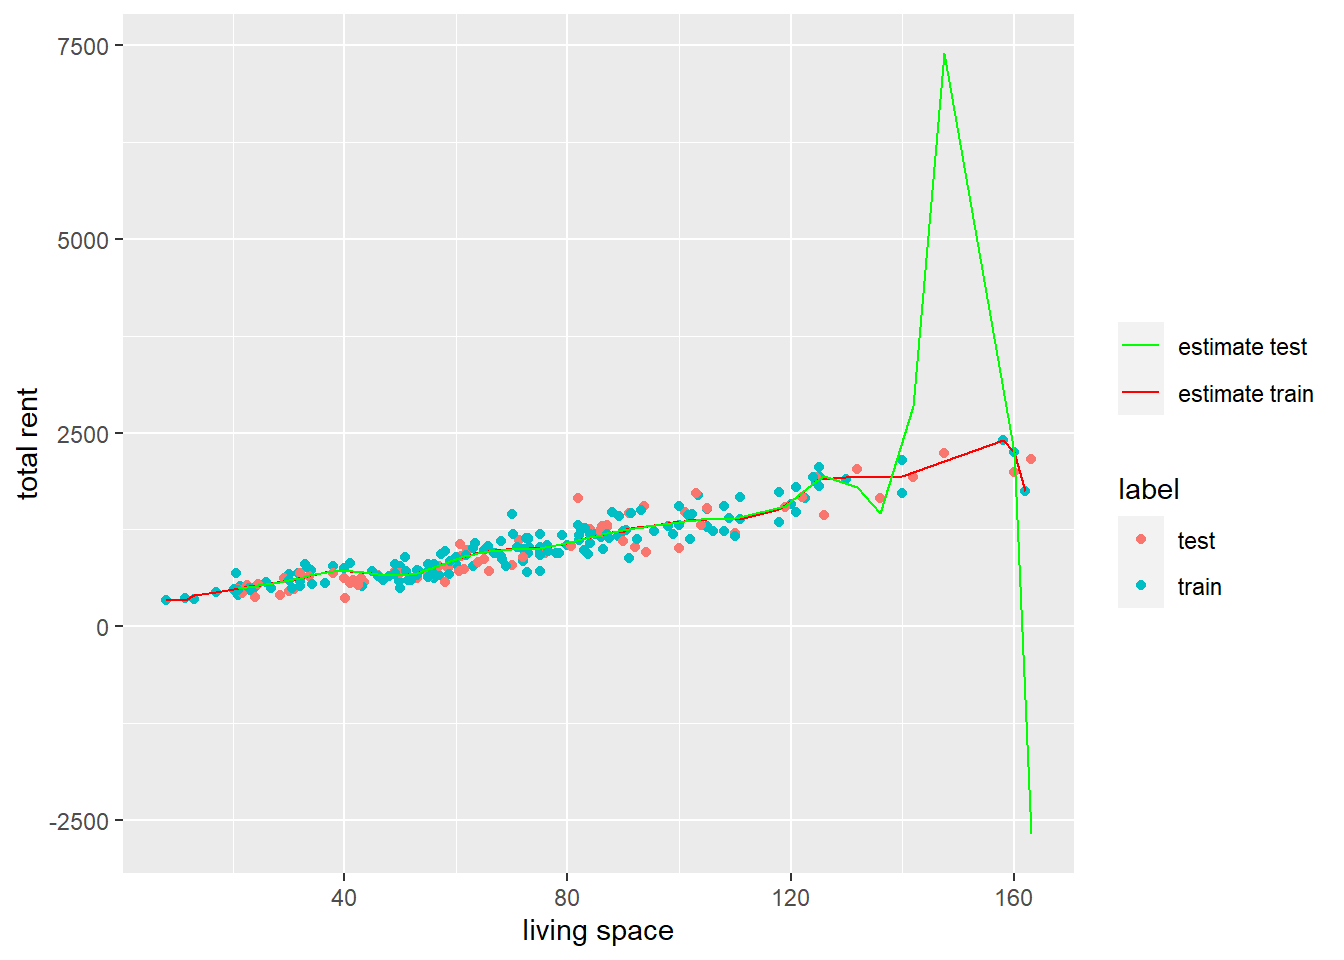 7500
5000
2500
0
-2500
40
80
120
160
living space
total rent
estimate test
estimate train
label
test
train